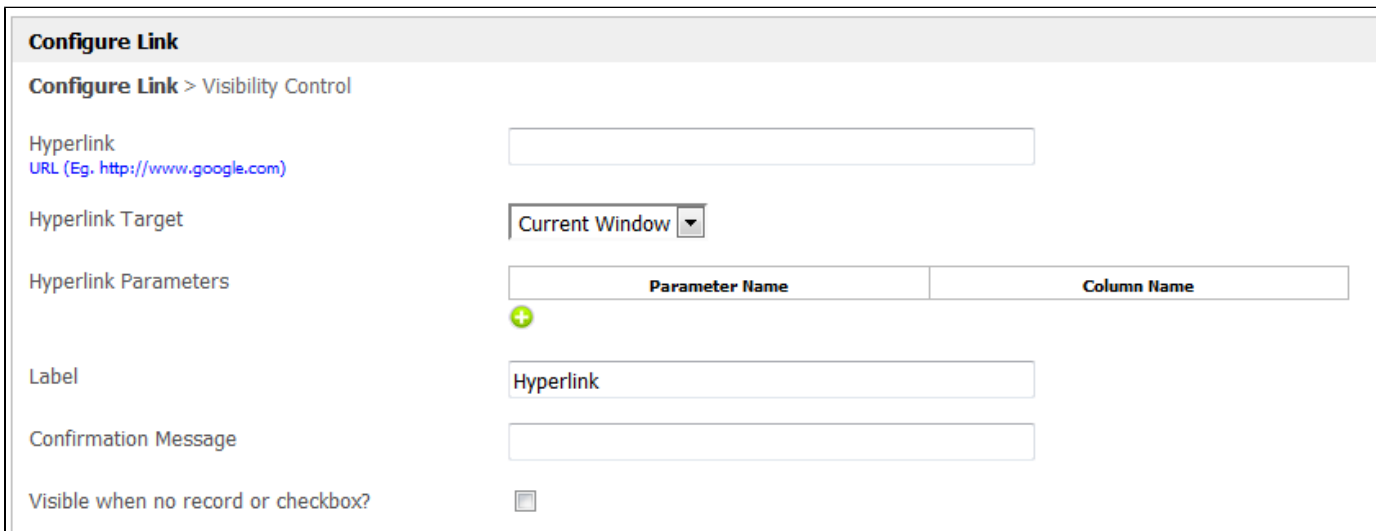 Configure Link
Configure Link > Visibility Control
Hyperlink
URL (Eg. http://www.google.com)
Hyperlink Target
Current Window
Hyperlink Parameters
Parameter Name Column Name
Label
Hyperlink
Confirmation Message
Visible when no record or checkbox?